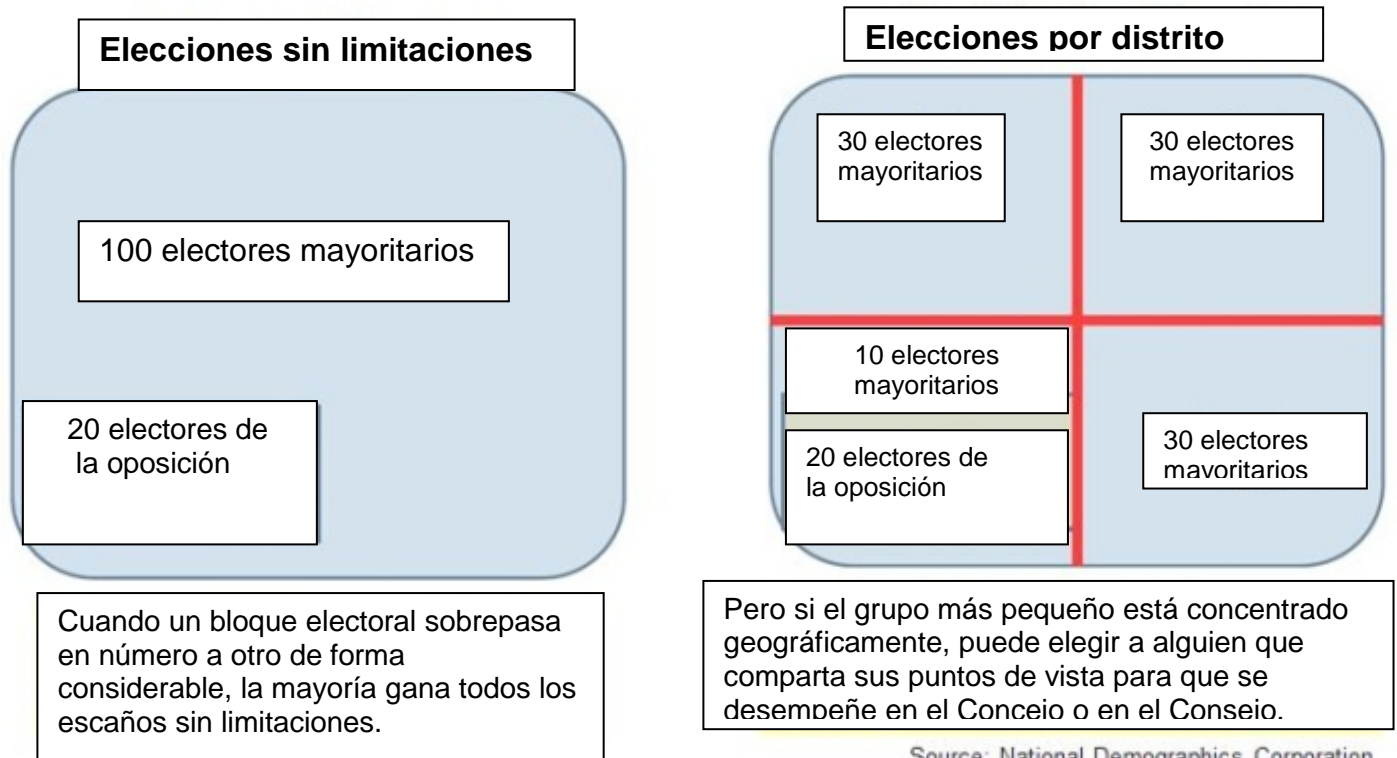 Elecciones sin limitaciones
100 electores mayoritarios
20 electores de
la oposición
Cuando un bloque electoral sobrepasa
en número a otro de forma
considerable, la mayoría gana todos los
escaños sin limitaciones.
Elecciones por distrito
30 electores
mayoritarios
30 electores
mayoritarios
10 electores
mayoritarios
20 electores de
la oposición
30 electores
mayoritarios
Pero si el grupo más pequeño está concentrado
geográficamente, puede elegir a alguien que
comparta sus puntos de vista para que se
desempeñe en el Concejo o en el Consejo.
Source: National Demographics Corporation